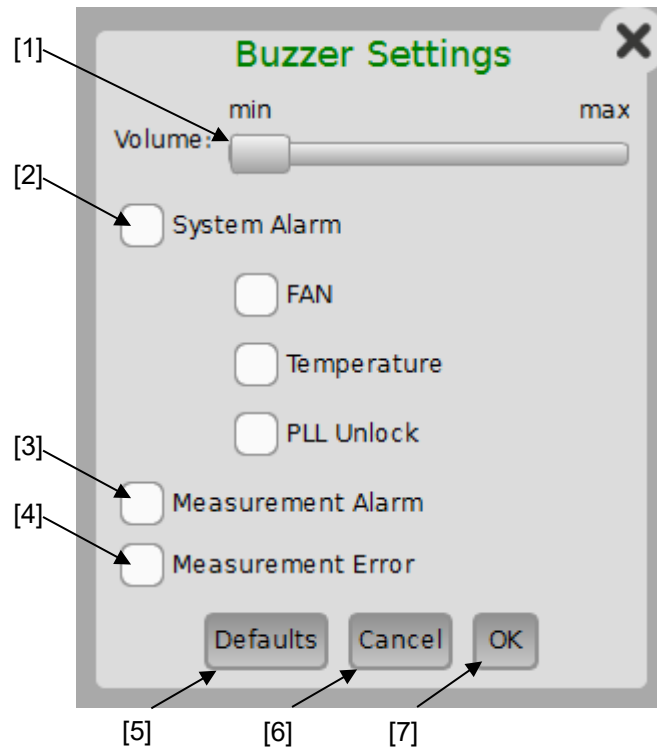 [1]
Buzzer Settings
min max
Volume:
[2]
System Alarm
FAN
Temperature
PLL Unlock
[3]
Measurement Alarm
[4]
Measurement Error
Defaults Cancel OK
[5] [6] [7]